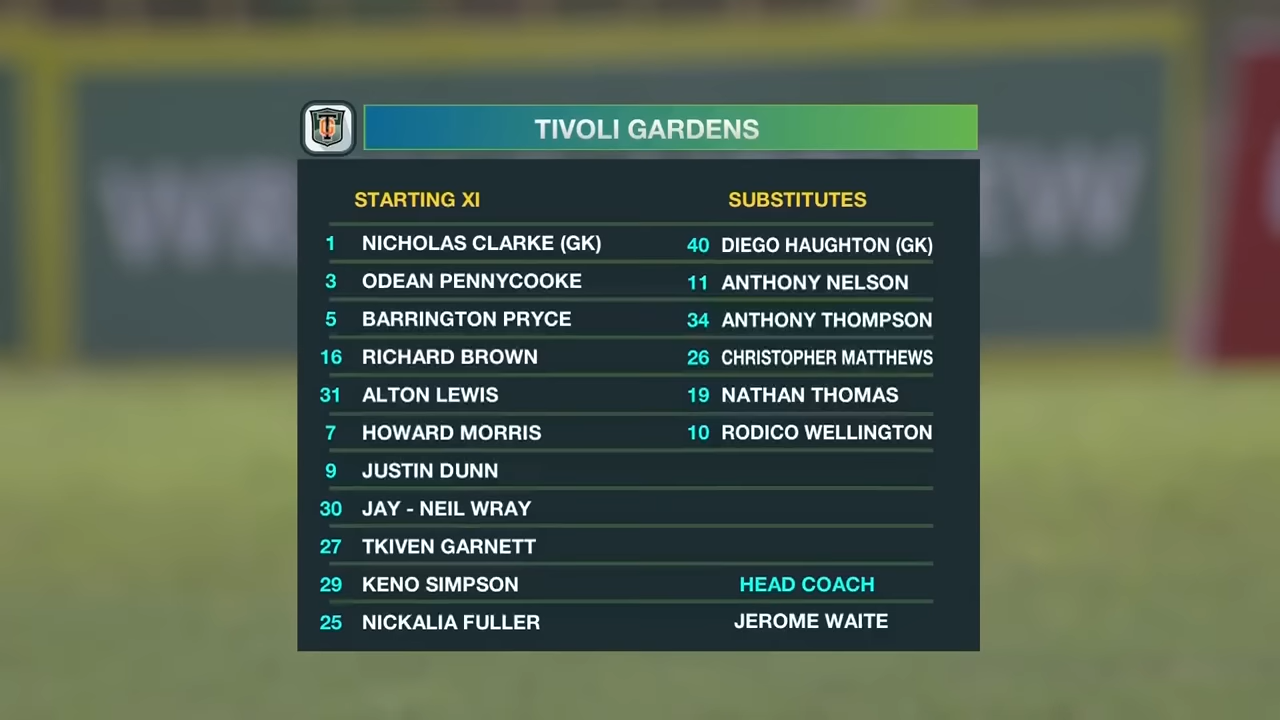 TG
TIVOLI GARDENS
STARTING XI
1 NICHOLAS CLARKE (GK)
3 ODEAN PENNYCOOKE
5 BARRINGTON PRYCE
16 RICHARD BROWN
31 ALTON LEWIS
7 HOWARD MORRIS
9 JUSTIN DUNN
30 JAY - NEIL WRAY
27 TKIVEN GARNETT
29 KENO SIMPSON
25 NICKALIA FULLER
SUBSTITUTES
40 DIEGO HAUGHTON (GK)
11 ANTHONY NELSON
34 ANTHONY THOMPSON
26 CHRISTOPHER MATTHEWS
19 NATHAN THOMAS
10 RODICO WELLINGTON
HEAD COACH
JEROME WAITE